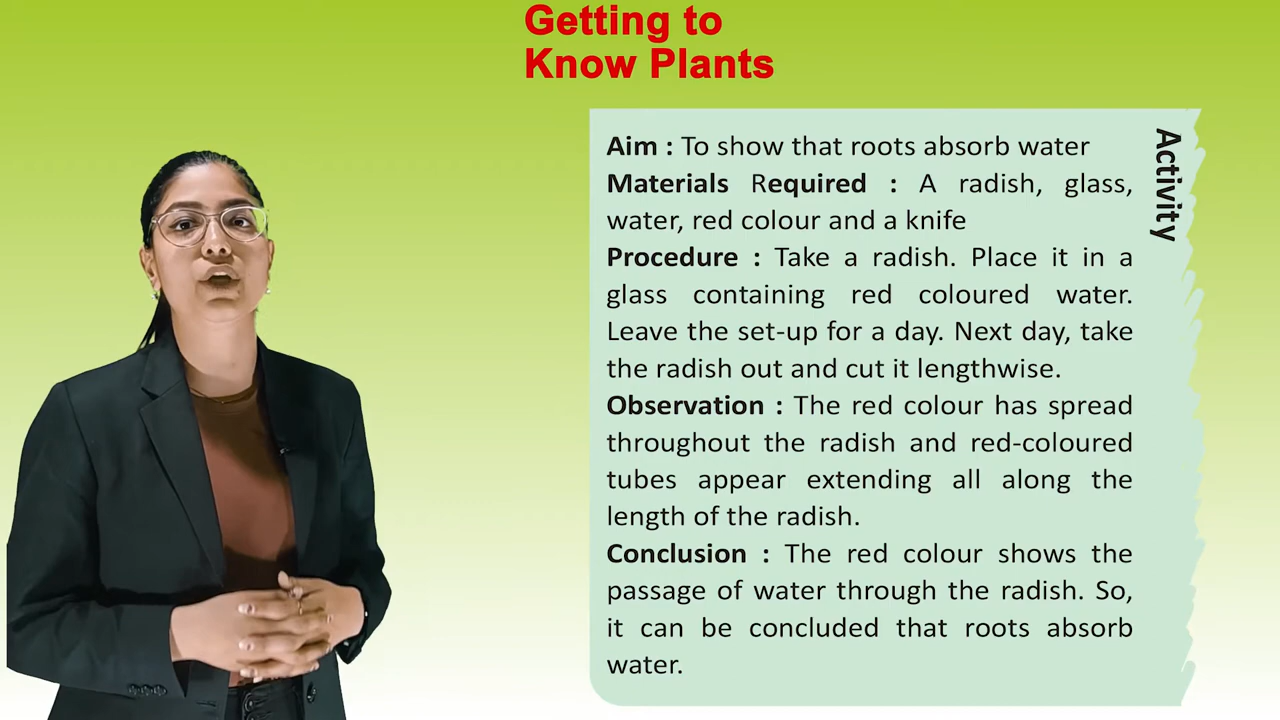 Getting to
Know Plants
Activity
Aim : To show that roots absorb water
Materials Required : A radish, glass,
water, red colour and a knife
Procedure : Take a radish. Place it in a
glass containing red coloured water.
Leave the set-up for a day. Next day, take
the radish out and cut it lengthwise.
Observation : The red colour has spread
throughout the radish and red-coloured
tubes appear extending all along the
length of the radish.
Conclusion : The red colour shows the
passage of water through the radish. So,
it can be concluded that roots absorb
water.